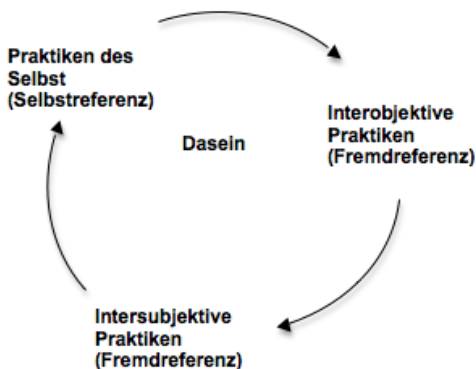 Praktiken des
Selbst
(Selbstreferenz)
Interobjektive
Praktiken
(Fremdreferenz)
Dasein
Intersubjektive
Praktiken
(Fremdreferenz)